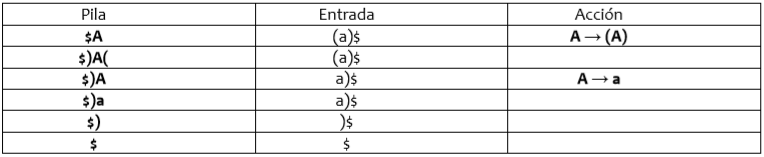 Pila Entrada Acción
$A (a)$ A → (A)
$)A( (a)$
$)A a)$ A → a
$)a a)$
$) )$
$ $